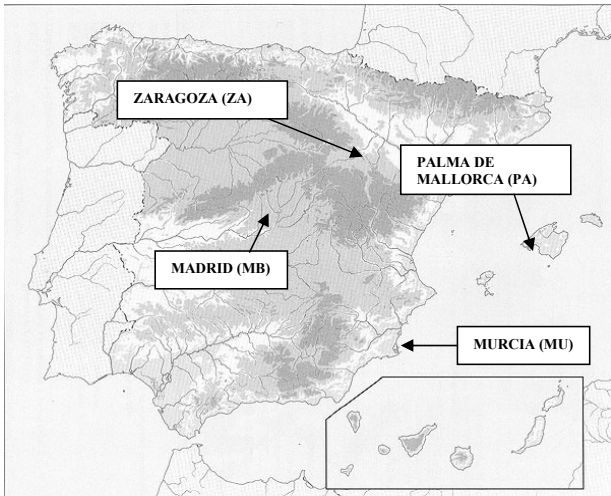 ZARAGOZA (ZA)
PALMA DE
MALLORCA (PA)
MADRID (MB)
MURCIA (MU)